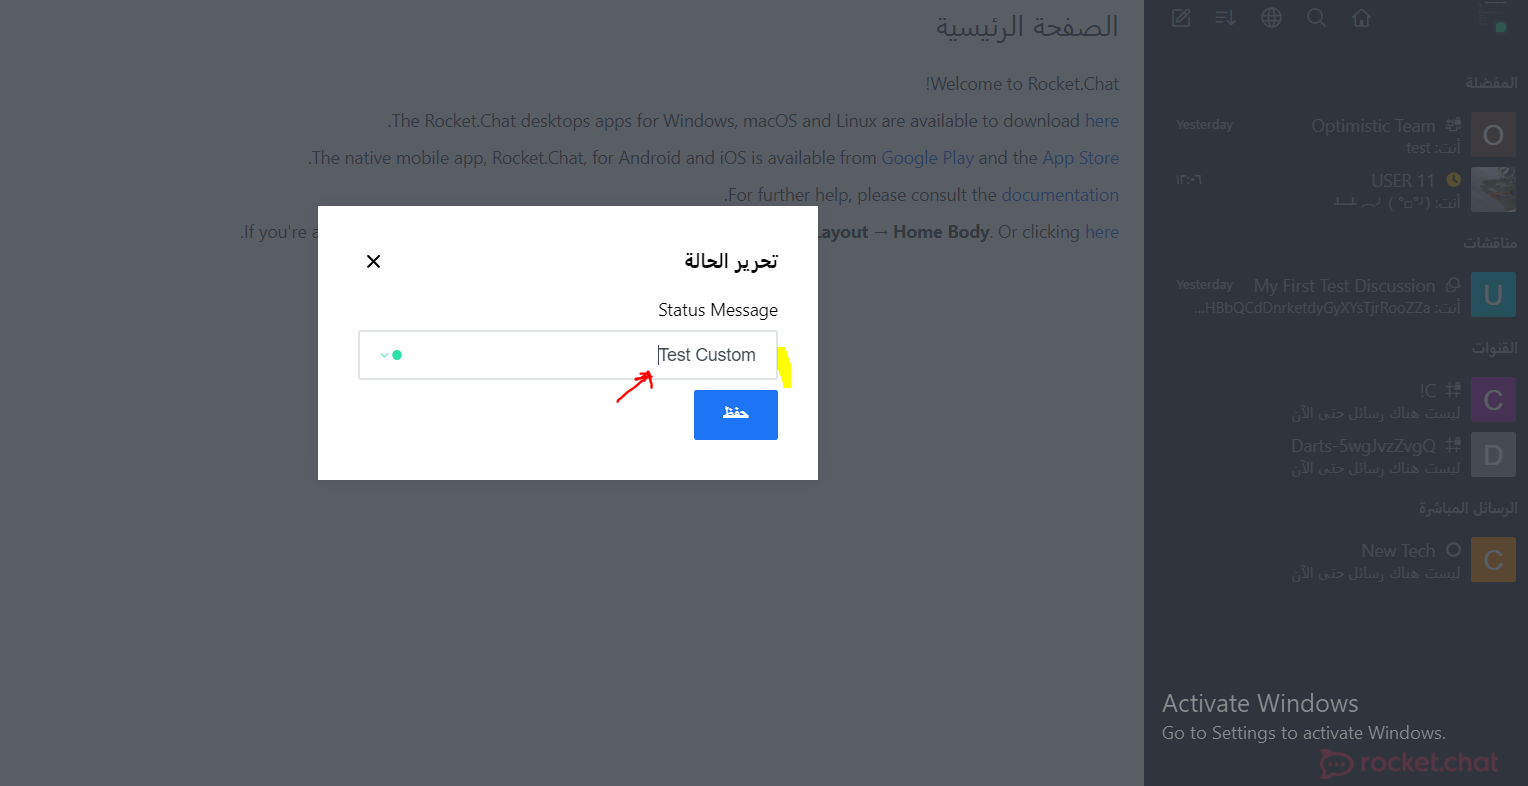 الصفحة الرئيسية
!Welcome to Rocket.Chat
.The Rocket.Chat desktops apps for Windows, macOS and Linux are available to download here
.The native mobile app, Rocket.Chat, for Android and iOS is available from Google Play and the App Store
.For further help, please consult the documentation
.If you're a
Layout → Home Body. Or clicking here
تحرير الحالة
Status Message
Test Custom
حفظ
المفضلة
O
Optimistic Team
Yesterday
أنت: test
USER 11
١٢:٠٦
أنت: (╯°□°)╯︵ ┻━┻
مناقشات
U
My First Test Discussion
Yesterday
أنت: HBbQCdDnrketdyGyXYsTjrRooZZa...
القنوات
C
!C
ليست هناك رسائل حتى الآن
D
Darts-5wgJvzZvgQ
ليست هناك رسائل حتى الآن
الرسائل المباشرة
C
New Tech
ليست هناك رسائل حتى الآن
Activate Windows
Go to Settings to activate Windows.
rocket.chat